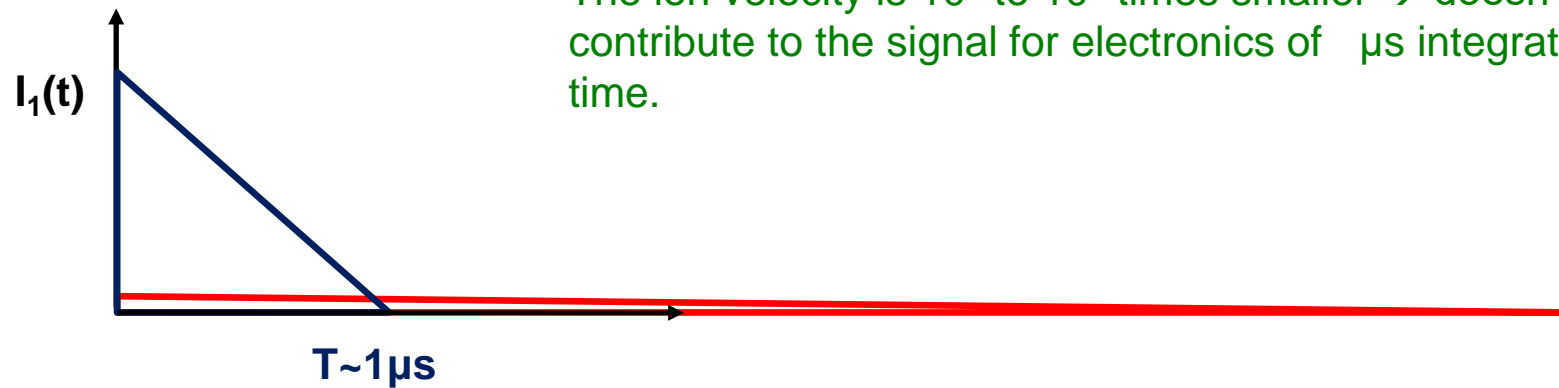 The ion velocity is 10 to 10 times smaller → doesn
contribute to the signal for electronics of μs integrat
time.
I₁(t)
T~1μs